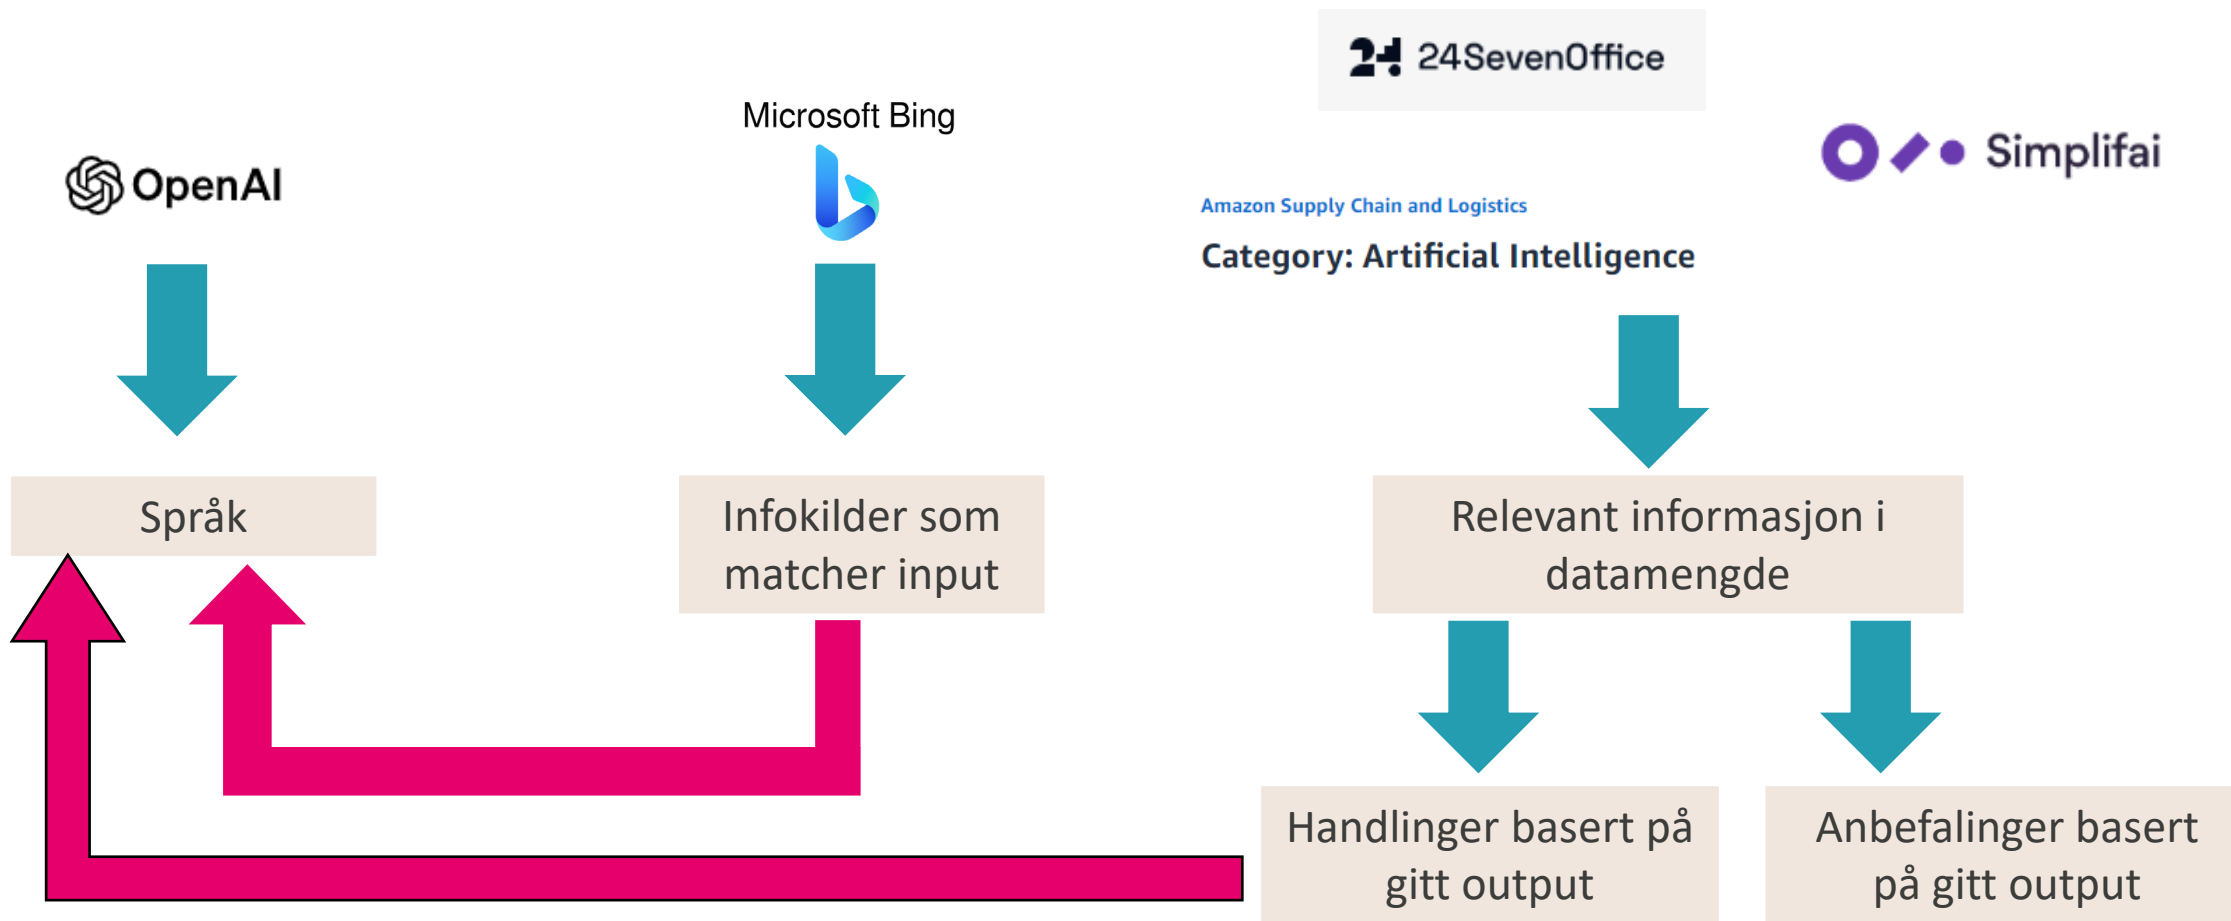 24SevenOffice
Microsoft Bing
OpenAI
Simplifai
Amazon Supply Chain and Logistics
Category: Artificial Intelligence
Språk
Infokilder som
matcher input
Relevant informasjon i
datamengde
Handlinger basert på
gitt output
Anbefalinger basert
på gitt output